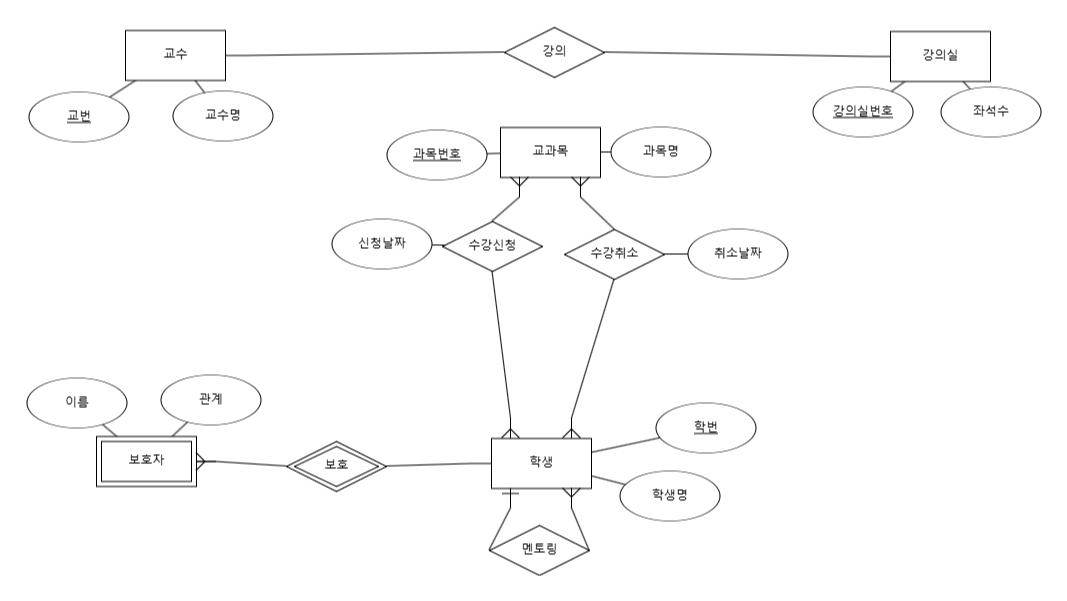 교수
강의
강의실
교번
교수명
강의실번호
좌석수
과목번호
교과목
과목명
신청날짜
수강신청
수강취소
취소날짜
이름
관계
학번
보호자
보호
학생
학생명
멘토링